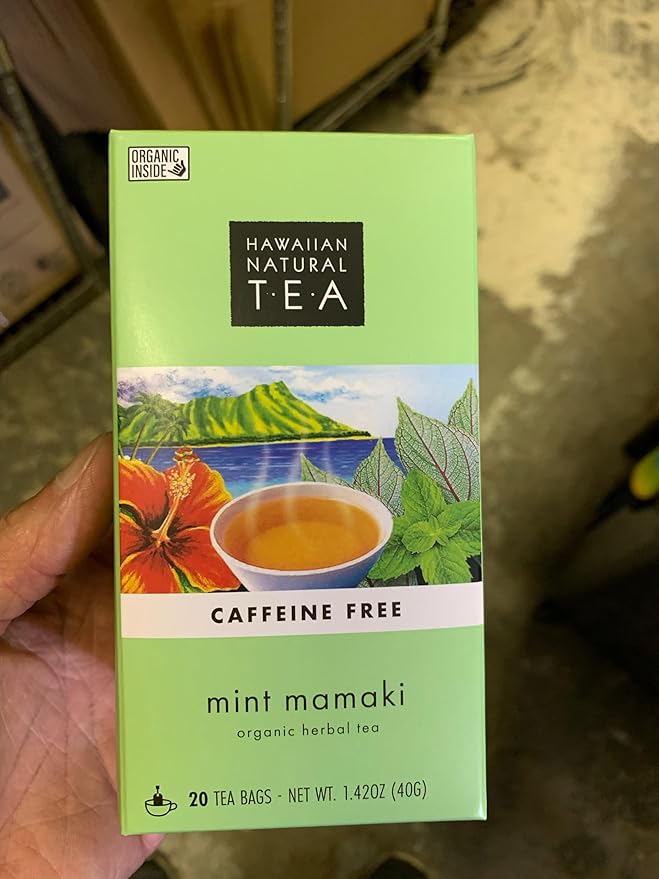 ORGANIC
INSIDE
HAWAIIAN
NATURAL
T·E·A
CAFFEINE FREE
mint mamaki
organic herbal tea
20 TEA BAGS - NET WT. 1.42OZ (40G)